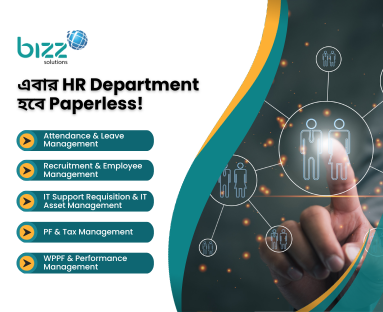 bizz
solutions
এবার HR Department
হবে Paperless!
Attendance & Leave
Management
Recruitment & Employee
Management
IT Support Requisition & IT
Asset Management
PF & Tax Management
WPPF & Performance
Management